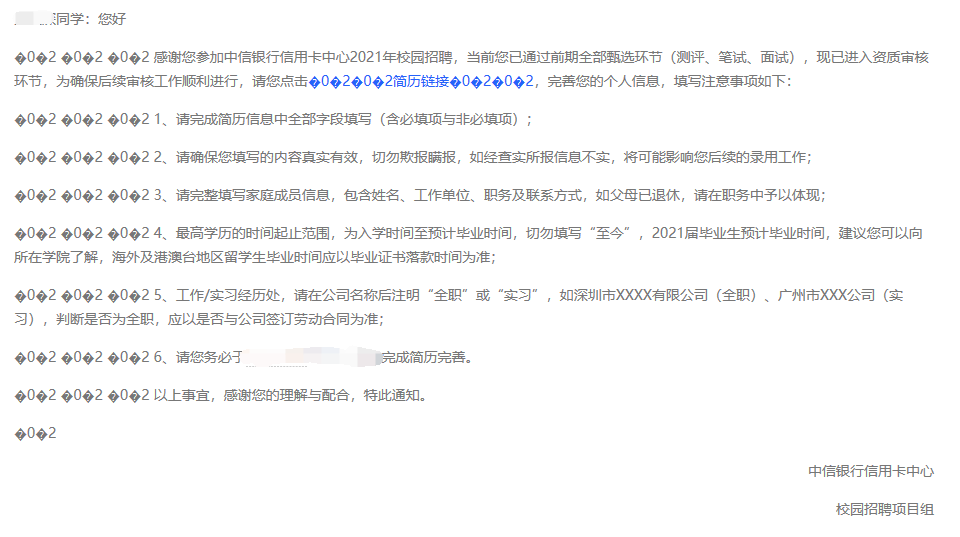 同学：您好
�0�2 �0�2 �0�2 感谢您参加中信银行信用卡中心2021年校园招聘，当前您已通过前期全部甄选环节（测评、笔试、面试），现已进入资质审核
环节，为确保后续审核工作顺利进行，请您点击�0�2�0�2简历链接�0�2�0�2，完善您的个人信息，填写注意事项如下：
�0�2 �0�2 �0�2 1、请完成简历信息中全部字段填写（含必填项与非必填项）；
�0�2 �0�2 �0�2 2、请确保您填写的内容真实有效，切勿欺报瞒报，如经查实所报信息不实，将可能影响您后续的录用工作；
�0�2 �0�2 �0�2 3、请完整填写家庭成员信息，包含姓名、工作单位、职务及联系方式，如父母已退休，请在职务中予以体现；
�0�2 �0�2 �0�2 4、最高学历的时间起止范围，为入学时间至预计毕业时间，切勿填写“至今”，2021届毕业生预计毕业时间，建议您可以向
所在学院了解，海外及港澳台地区留学生毕业时间应以毕业证书落款时间为准；
�0�2 �0�2 �0�2 5、工作/实习经历处，请在公司名称后注明“全职”或“实习”，如深圳市XXXX有限公司（全职）、广州市XXX公司（实
习），判断是否为全职，应以是否与公司签订劳动合同为准；
�0�2 �0�2 �0�2 6、请您务必于 完成简历完善。
�0�2 �0�2 �0�2 以上事宜，感谢您的理解与配合，特此通知。
�0�2
中信银行信用卡中心
校园招聘项目组